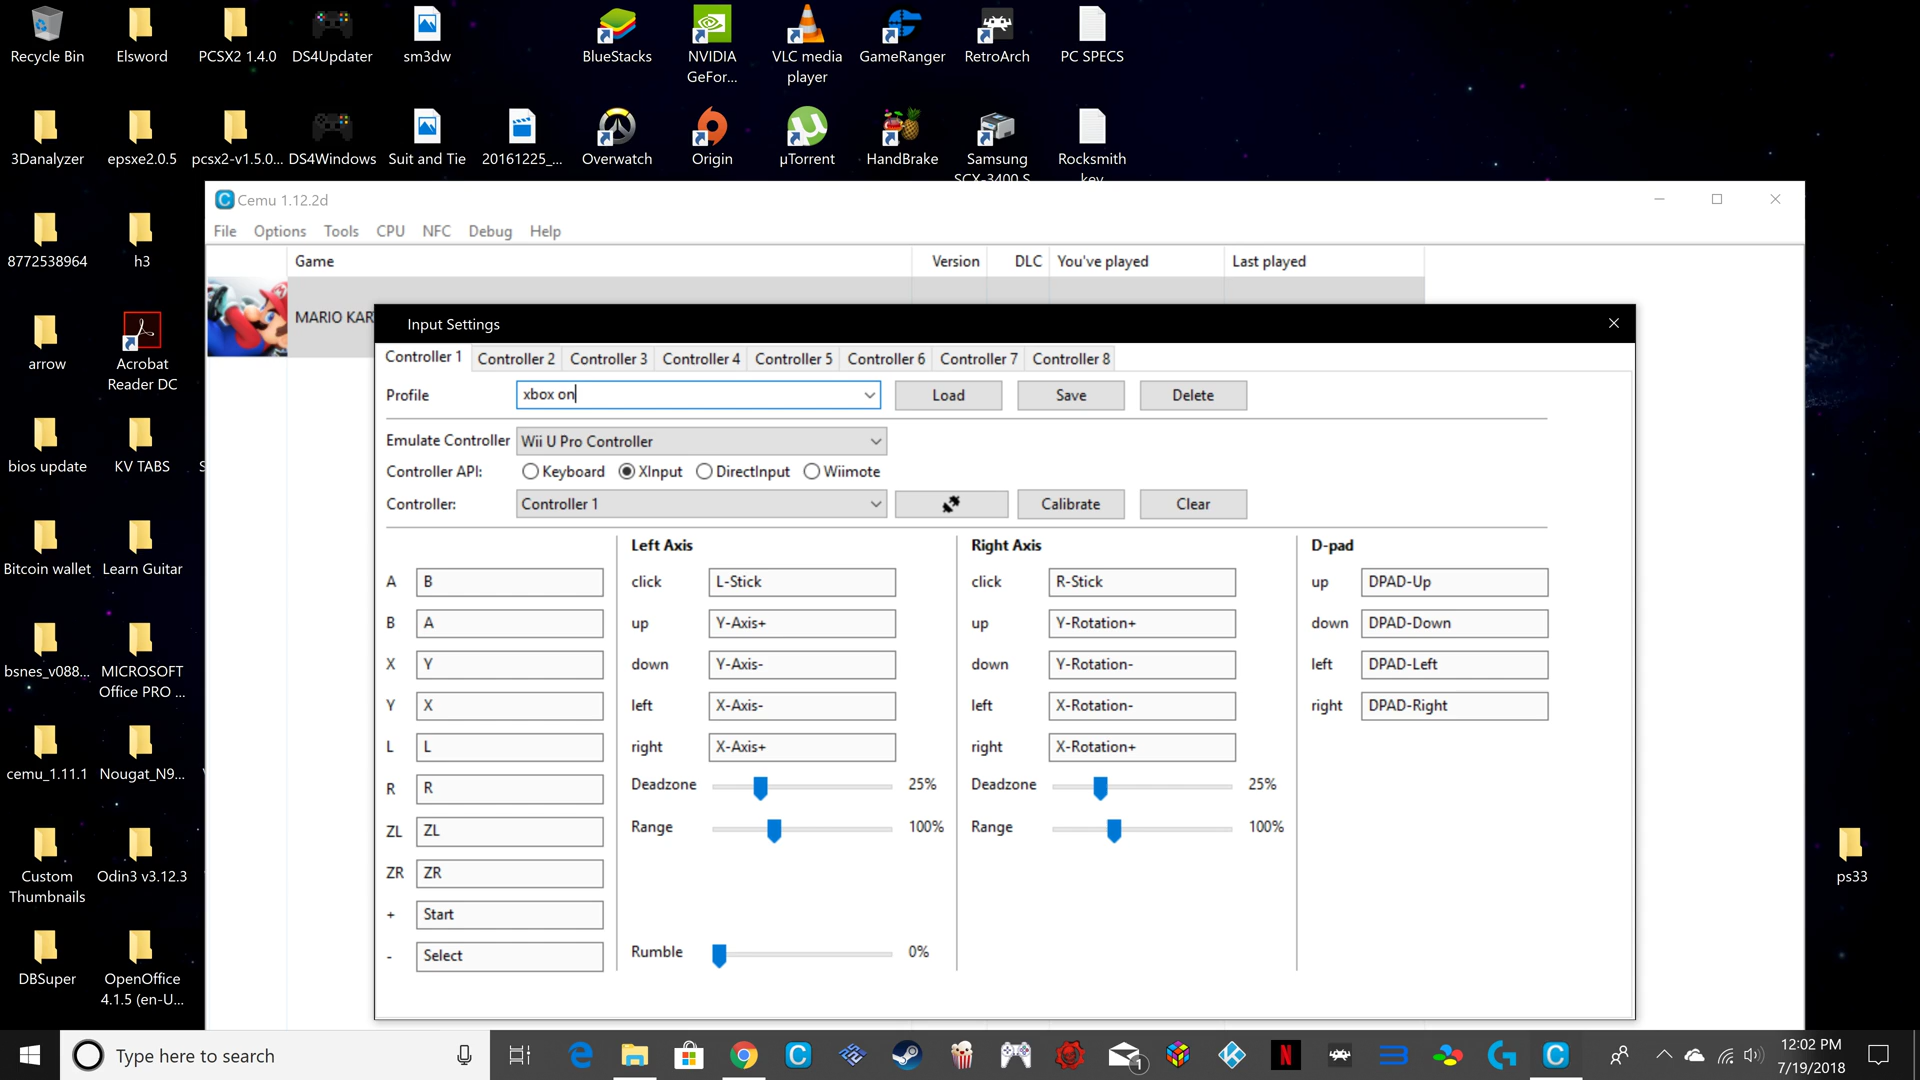 Recycle Bin
Elsword
PCSX2 1.4.0
DS4Updater
sm3dw
BlueStacks
NVIDIA
GeFor...
VLC media
player
GameRanger
RetroArch
PC SPECS
3Danalyzer
epsxe2.0.5
pcsx2-v1.5.0...
DS4Windows
Suit and Tie
20161225_...
Overwatch
Origin
µTorrent
HandBrake
Samsung
SCX-3400 S
Rocksmith
key
8772538964
h3
arrow
Acrobat
Reader DC
bios update
KV TABS
Bitcoin wallet
Learn Guitar
bsnes_v088...
MICROSOFT
Office PRO ...
cemu_1.11.1
Nougat_N9...
Custom
Thumbnails
Odin3 v3.12.3
DBSuper
OpenOffice
4.1.5 (en-U...
ps33
Cemu 1.12.2d
File Options Tools CPU NFC Debug Help
Game Version DLC You've played Last played
MARIO KAR
Input Settings
Controller 1 Controller 2 Controller 3 Controller 4 Controller 5 Controller 6 Controller 7 Controller 8
Profile xbox on Load Save Delete
Emulate Controller Wii U Pro Controller
Controller API: Keyboard XInput DirectInput Wiimote
Controller: Controller 1 Calibrate Clear
A B
B A
X Y
Y X
L L
R R
ZL ZL
ZR ZR
+ Start
- Select
Left Axis
click L-Stick
up Y-Axis+
down Y-Axis-
left X-Axis-
right X-Axis+
Deadzone 25%
Range 100%
Rumble 0%
Right Axis
click R-Stick
up Y-Rotation+
down Y-Rotation-
left X-Rotation-
right X-Rotation+
Deadzone 25%
Range 100%
D-pad
up DPAD-Up
down DPAD-Down
left DPAD-Left
right DPAD-Right
Type here to search
1
N
12:02 PM
7/19/2018